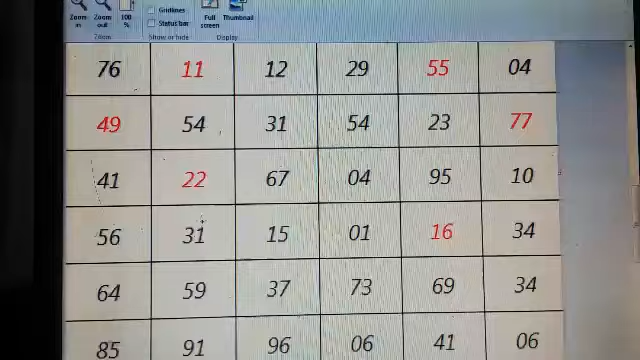 Zoom in
Zoom out
100 %
Gridlines
Status bar
Full screen
Thumbnail
Zoom
Show or hide
Display
76 11 12 29 55 04
49 54 31 54 23 77
41 22 67 04 95 10
56 31 15 01 16 34
64 59 37 73 69 34
85 91 96 06 41 06